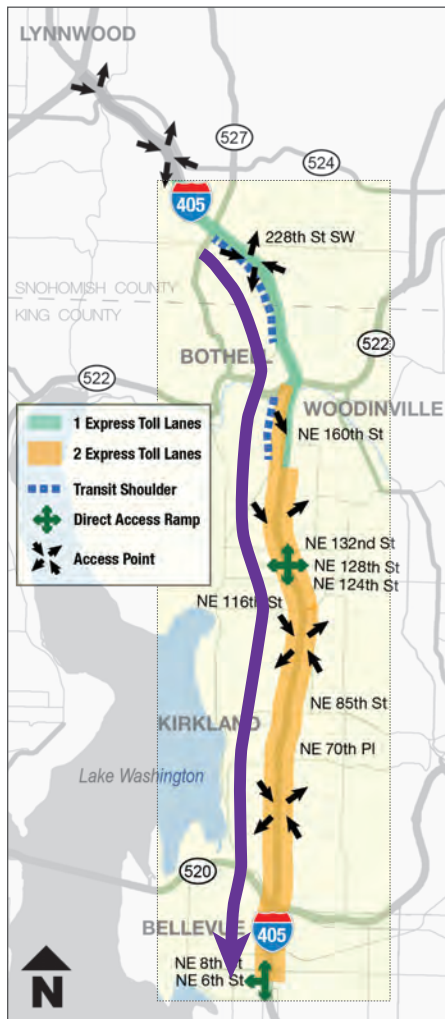 LYNNWOOD
527
524
405
228th St SW
SNOHOMISH COUNTY
KING COUNTY
522
BOTHELL
522
WOODINVILLE
1 Express Toll Lanes
2 Express Toll Lanes
Transit Shoulder
Direct Access Ramp
Access Point
NE 160th St
NE 132nd St
NE 128th St
NE 124th St
NE 116th St
NE 85th St
KIRKLAND
NE 70th Pl
Lake Washington
520
BELLEVUE
405
NE 8th St
NE 6th St
N